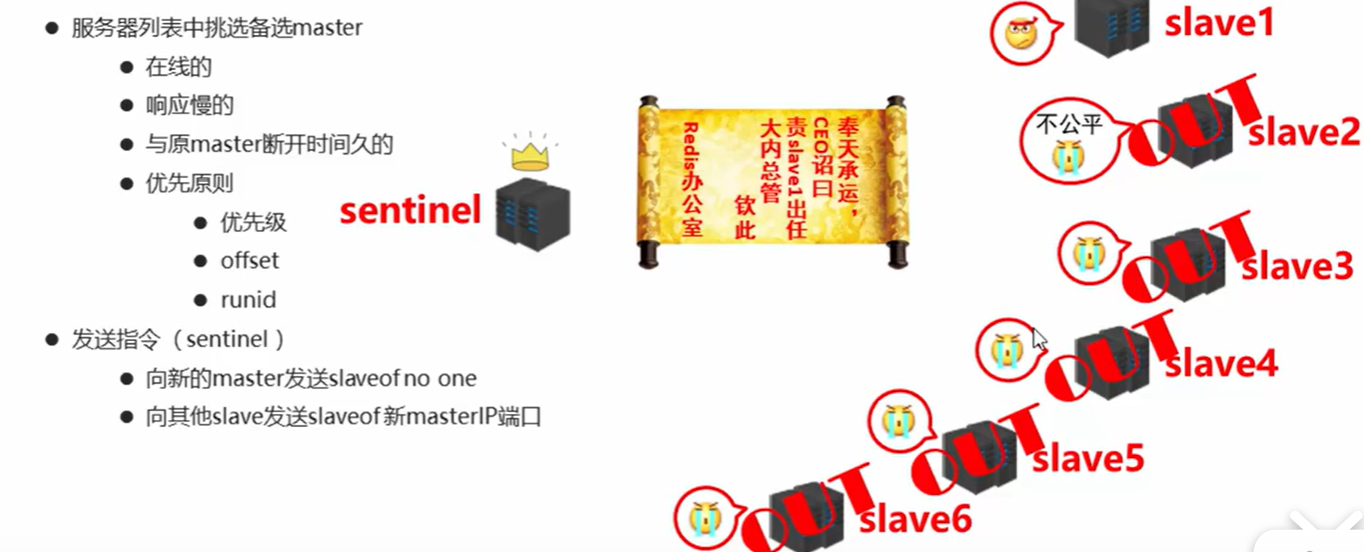 服务器列表中挑选备选master
在线的
响应慢的
与原master断开时间久的
优先原则
优先级
offset
runid
发送指令（sentinel）
向新的master发送slaveof no one
向其他slave发送slaveof 新masterIP端口
sentinel
奉天承运，
CEO诏曰
责slave1出任
大内总管
钦此
Redis办公室
slave1
不公平
OUT
slave2
OUT
slave3
OUT
slave4
OUT
slave5
OUT
slave6